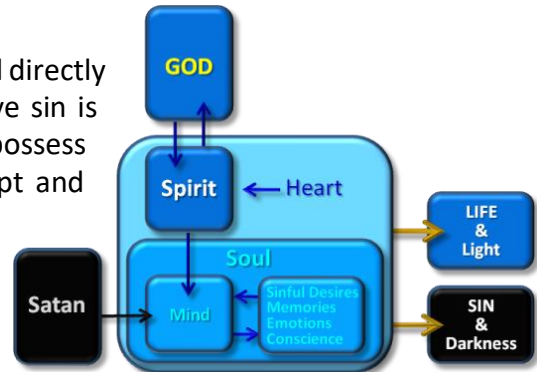 directly
ve sin is
possess
pt and
GOD
Spirit
Heart
Soul
Satan
Mind
Sinful Desires
Memories
Emotions
Conscience
LIFE
&
Light
SIN
&
Darkness